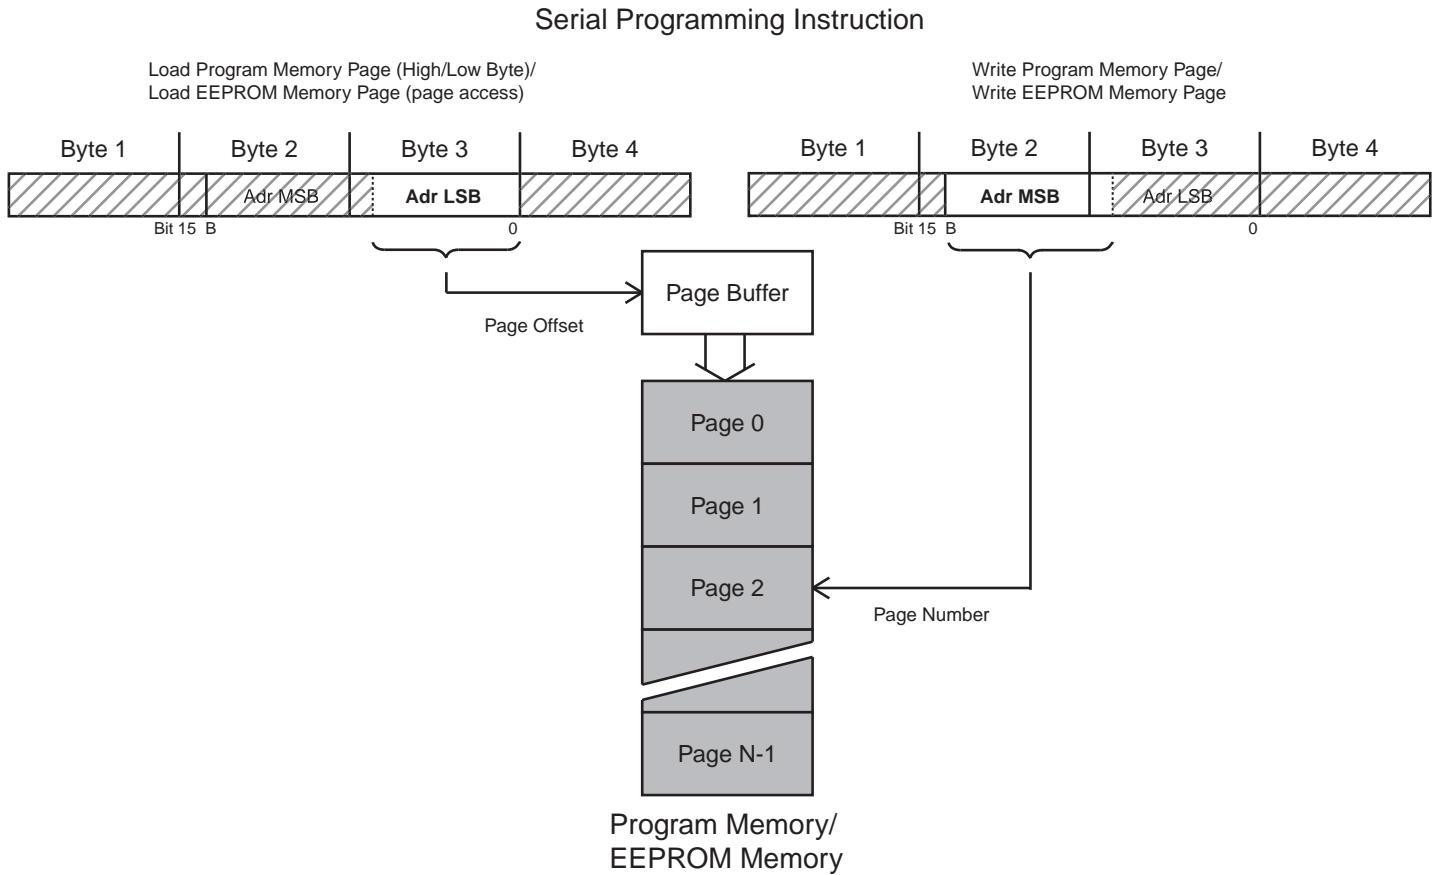 Serial Programming Instruction
Load Program Memory Page (High/Low Byte)/
Load EEPROM Memory Page (page access)
Write Program Memory Page/
Write EEPROM Memory Page
Byte 1 Byte 2 Byte 3 Byte 4
Adr MSB Adr LSB
Bit 15 B 0
Byte 1 Byte 2 Byte 3 Byte 4
Adr MSB Adr LSB
Bit 15 B 0
Page Buffer
Page Offset
Page 0
Page 1
Page 2
Page Number
Page N-1
Program Memory/
EEPROM Memory